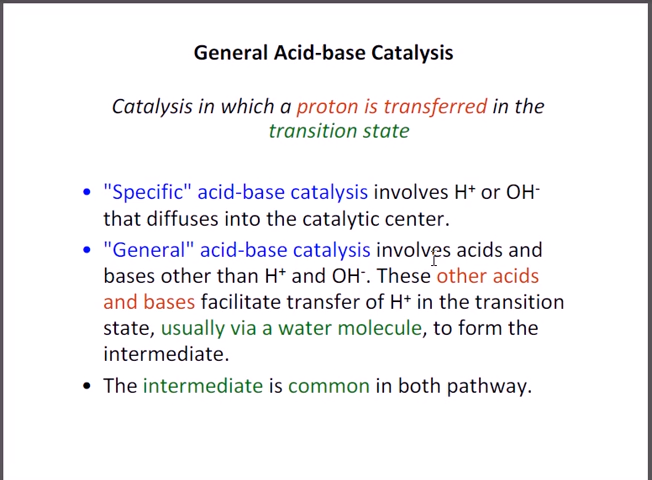 General Acid-base Catalysis
Catalysis in which a proton is transferred in the
transition state
• "Specific" acid-base catalysis involves H⁺ or OH⁻
that diffuses into the catalytic center.
• "General" acid-base catalysis involves acids and
bases other than H⁺ and OH⁻. These other acids
and bases facilitate transfer of H⁺ in the transition
state, usually via a water molecule, to form the
intermediate.
• The intermediate is common in both pathway.